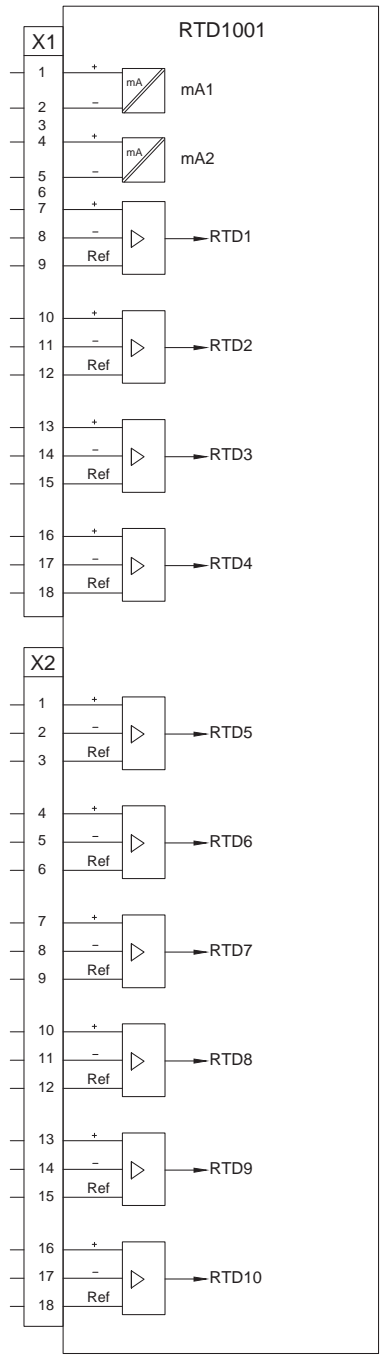 RTD1001
X1
1 +
mA
mA1
2 −
3
4 +
mA
mA2
5 −
6
7 +
8 − RTD1
9 Ref
10 +
11 − RTD2
12 Ref
13 +
14 − RTD3
15 Ref
16 +
17 − RTD4
18 Ref
X2
1 +
2 − RTD5
3 Ref
4 +
5 − RTD6
6 Ref
7 +
8 − RTD7
9 Ref
10 +
11 − RTD8
12 Ref
13 +
14 − RTD9
15 Ref
16 +
17 − RTD10
18 Ref